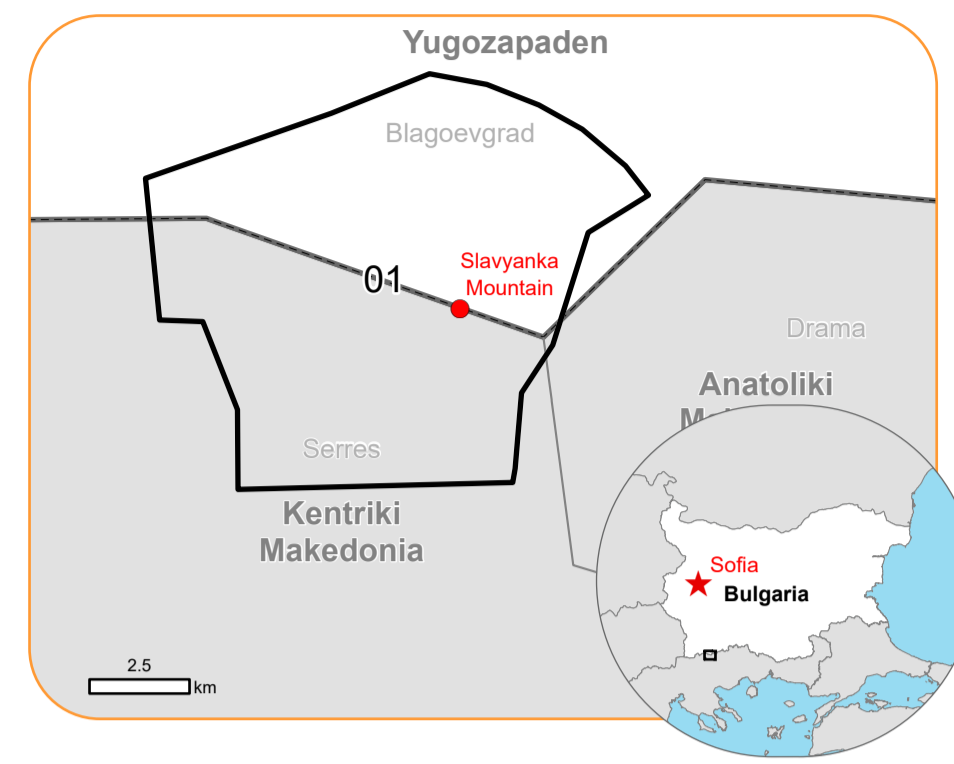 Yugozapaden
Blagoevgrad
Slavyanka
Mountain
01
Drama
Anatoliki
Serres
Kentriki
Makedonia
Sofia
Bulgaria
2.5
km